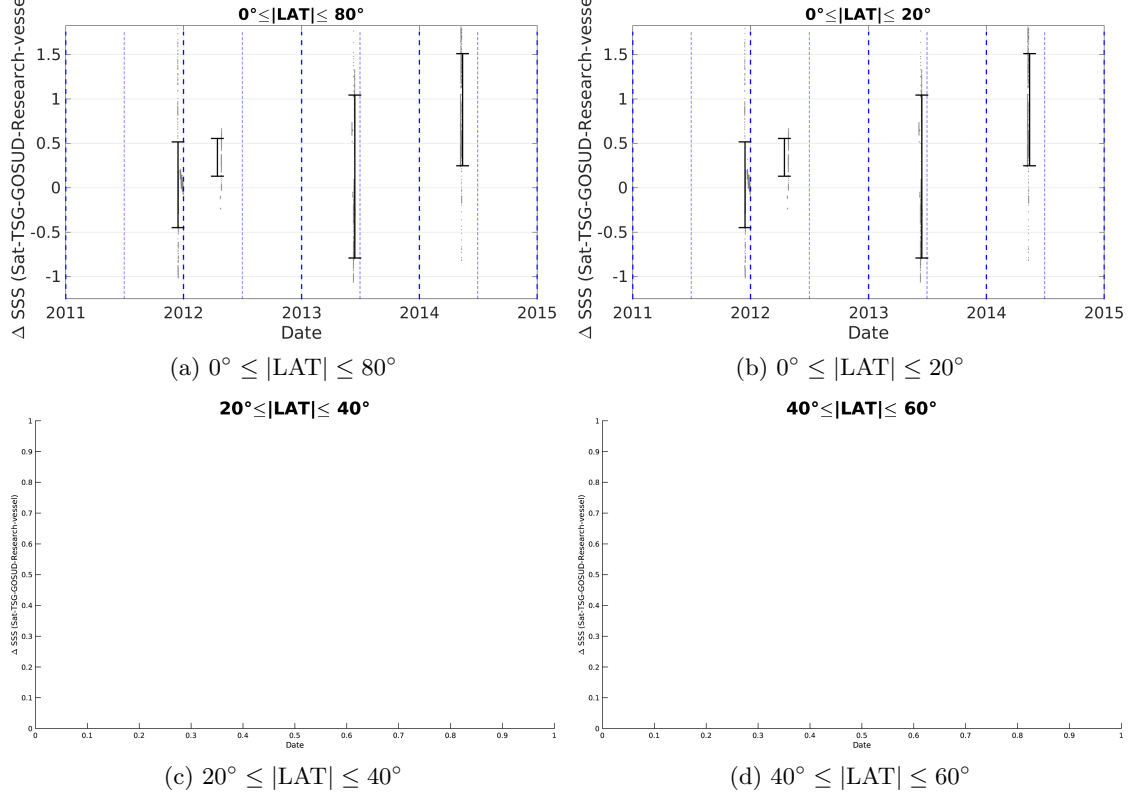 0°≤|LAT|≤ 80°
Δ SSS (Sat-TSG-GOSUD-Research-vesse
1.5
1
0.5
0
-0.5
-1
2011 2012 2013 2014 2015
Date
(a) 0° ≤ |LAT| ≤ 80°
0°≤|LAT|≤ 20°
Δ SSS (Sat-TSG-GOSUD-Research-vesse
1.5
1
0.5
0
-0.5
-1
2011 2012 2013 2014 2015
Date
(b) 0° ≤ |LAT| ≤ 20°
20°≤|LAT|≤ 40°
Δ SSS (Sat-TSG-GOSUD-Research-vessel)
1
0.9
0.8
0.7
0.6
0.5
0.4
0.3
0.2
0.1
0
0 0.1 0.2 0.3 0.4 0.5 0.6 0.7 0.8 0.9 1
Date
(c) 20° ≤ |LAT| ≤ 40°
40°≤|LAT|≤ 60°
Δ SSS (Sat-TSG-GOSUD-Research-vessel)
1
0.9
0.8
0.7
0.6
0.5
0.4
0.3
0.2
0.1
0
0 0.1 0.2 0.3 0.4 0.5 0.6 0.7 0.8 0.9 1
Date
(d) 40° ≤ |LAT| ≤ 60°